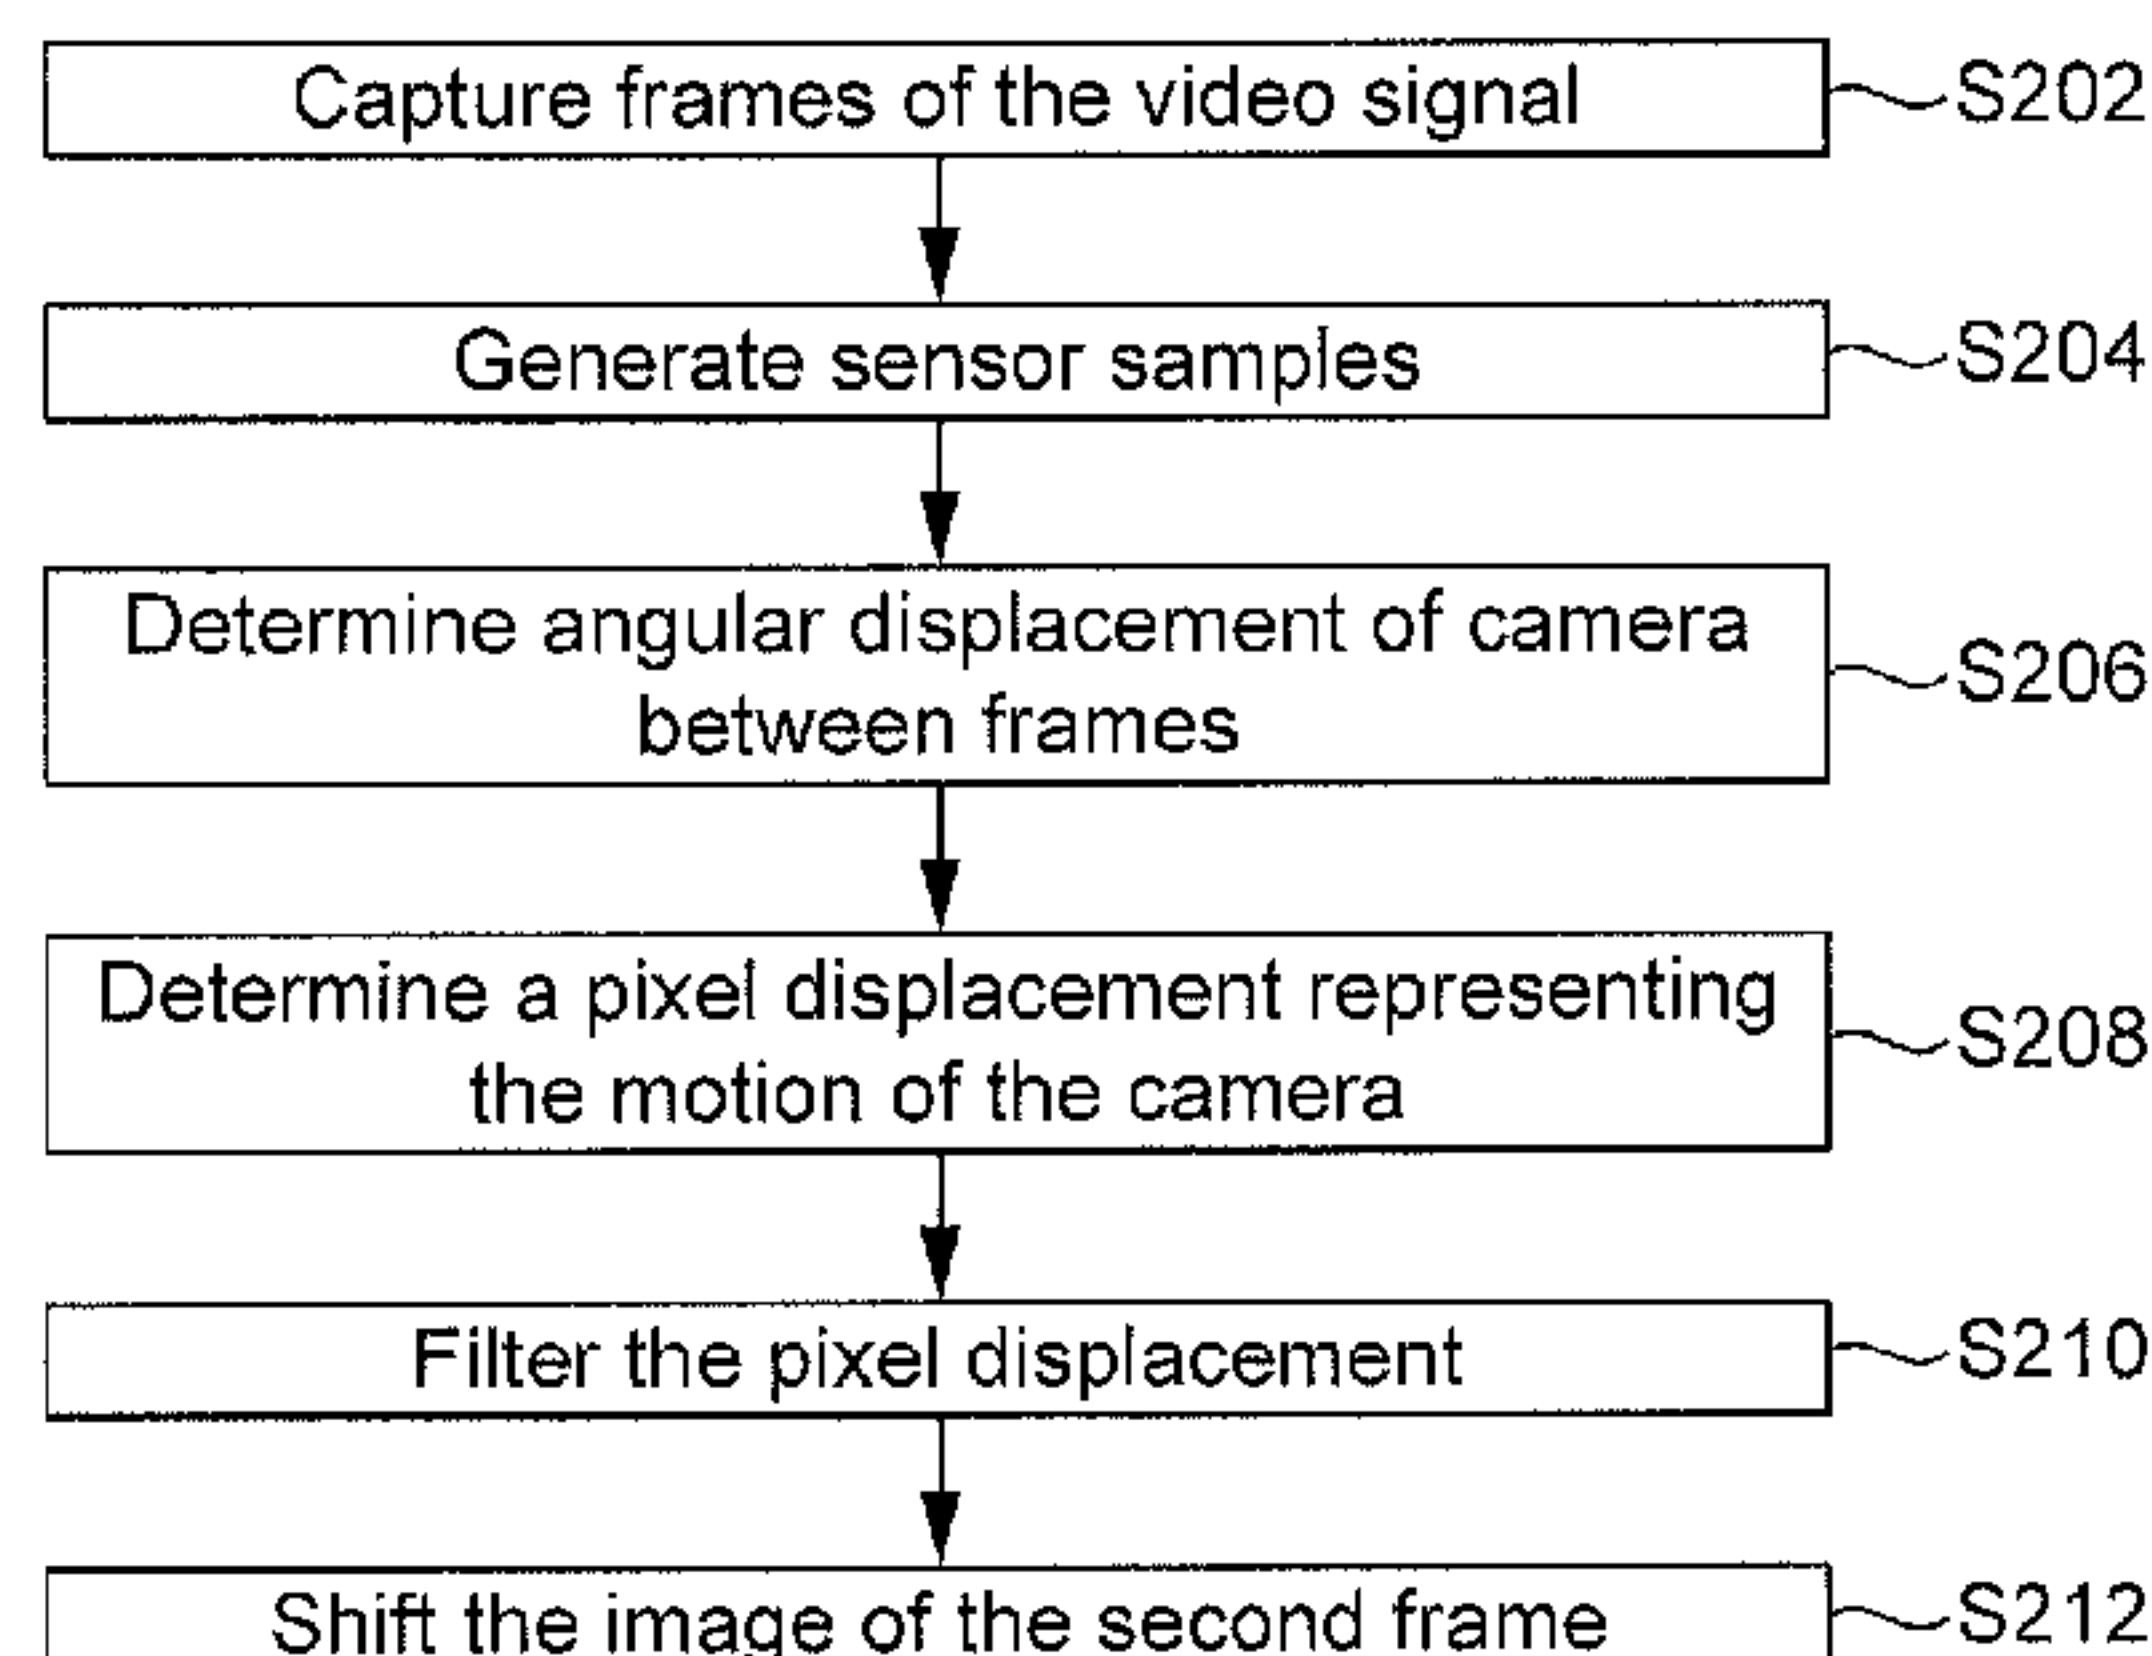 Capture frames of the video signal
S202
Generate sensor samples
S204
Determine angular displacement of camera
between frames
S206
Determine a pixel displacement representing
the motion of the camera
S208
Filter the pixel displacement
S210
Shift the image of the second frame
S212